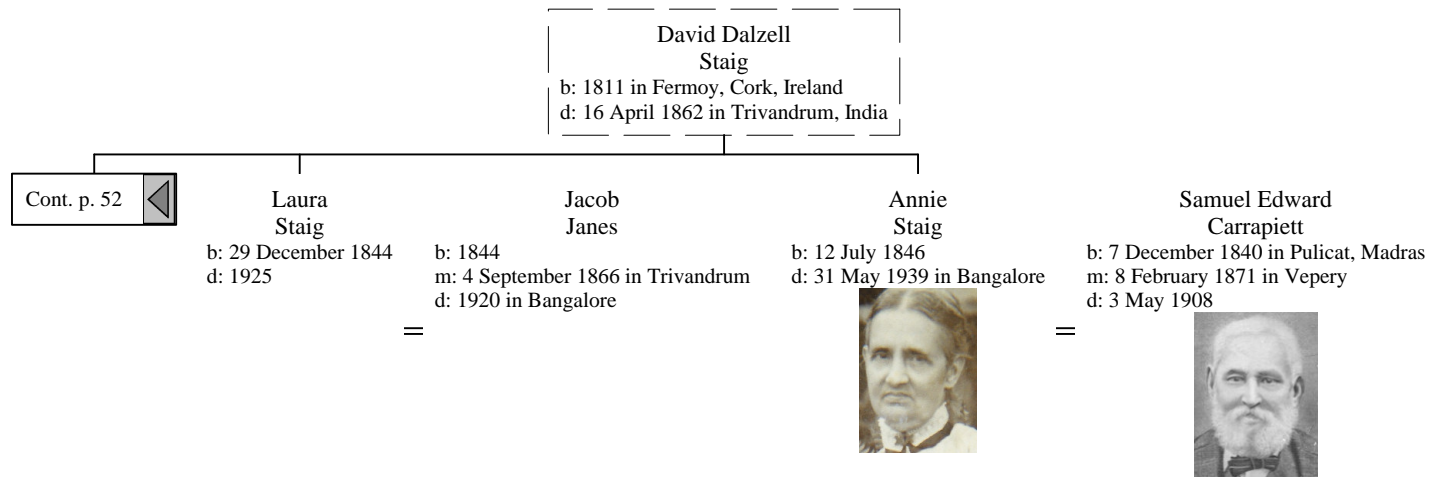 David Dalzell
Staig
b: 1811 in Fermoy, Cork, Ireland
d: 16 April 1862 in Trivandrum, India
Cont. p. 52
Laura
Staig
b: 29 December 1844
d: 1925
=
Jacob
Janes
b: 1844
m: 4 September 1866 in Trivandrum
d: 1920 in Bangalore
Annie
Staig
b: 12 July 1846
d: 31 May 1939 in Bangalore
=
Samuel Edward
Carrapiett
b: 7 December 1840 in Pulicat, Madras
m: 8 February 1871 in Vepery
d: 3 May 1908